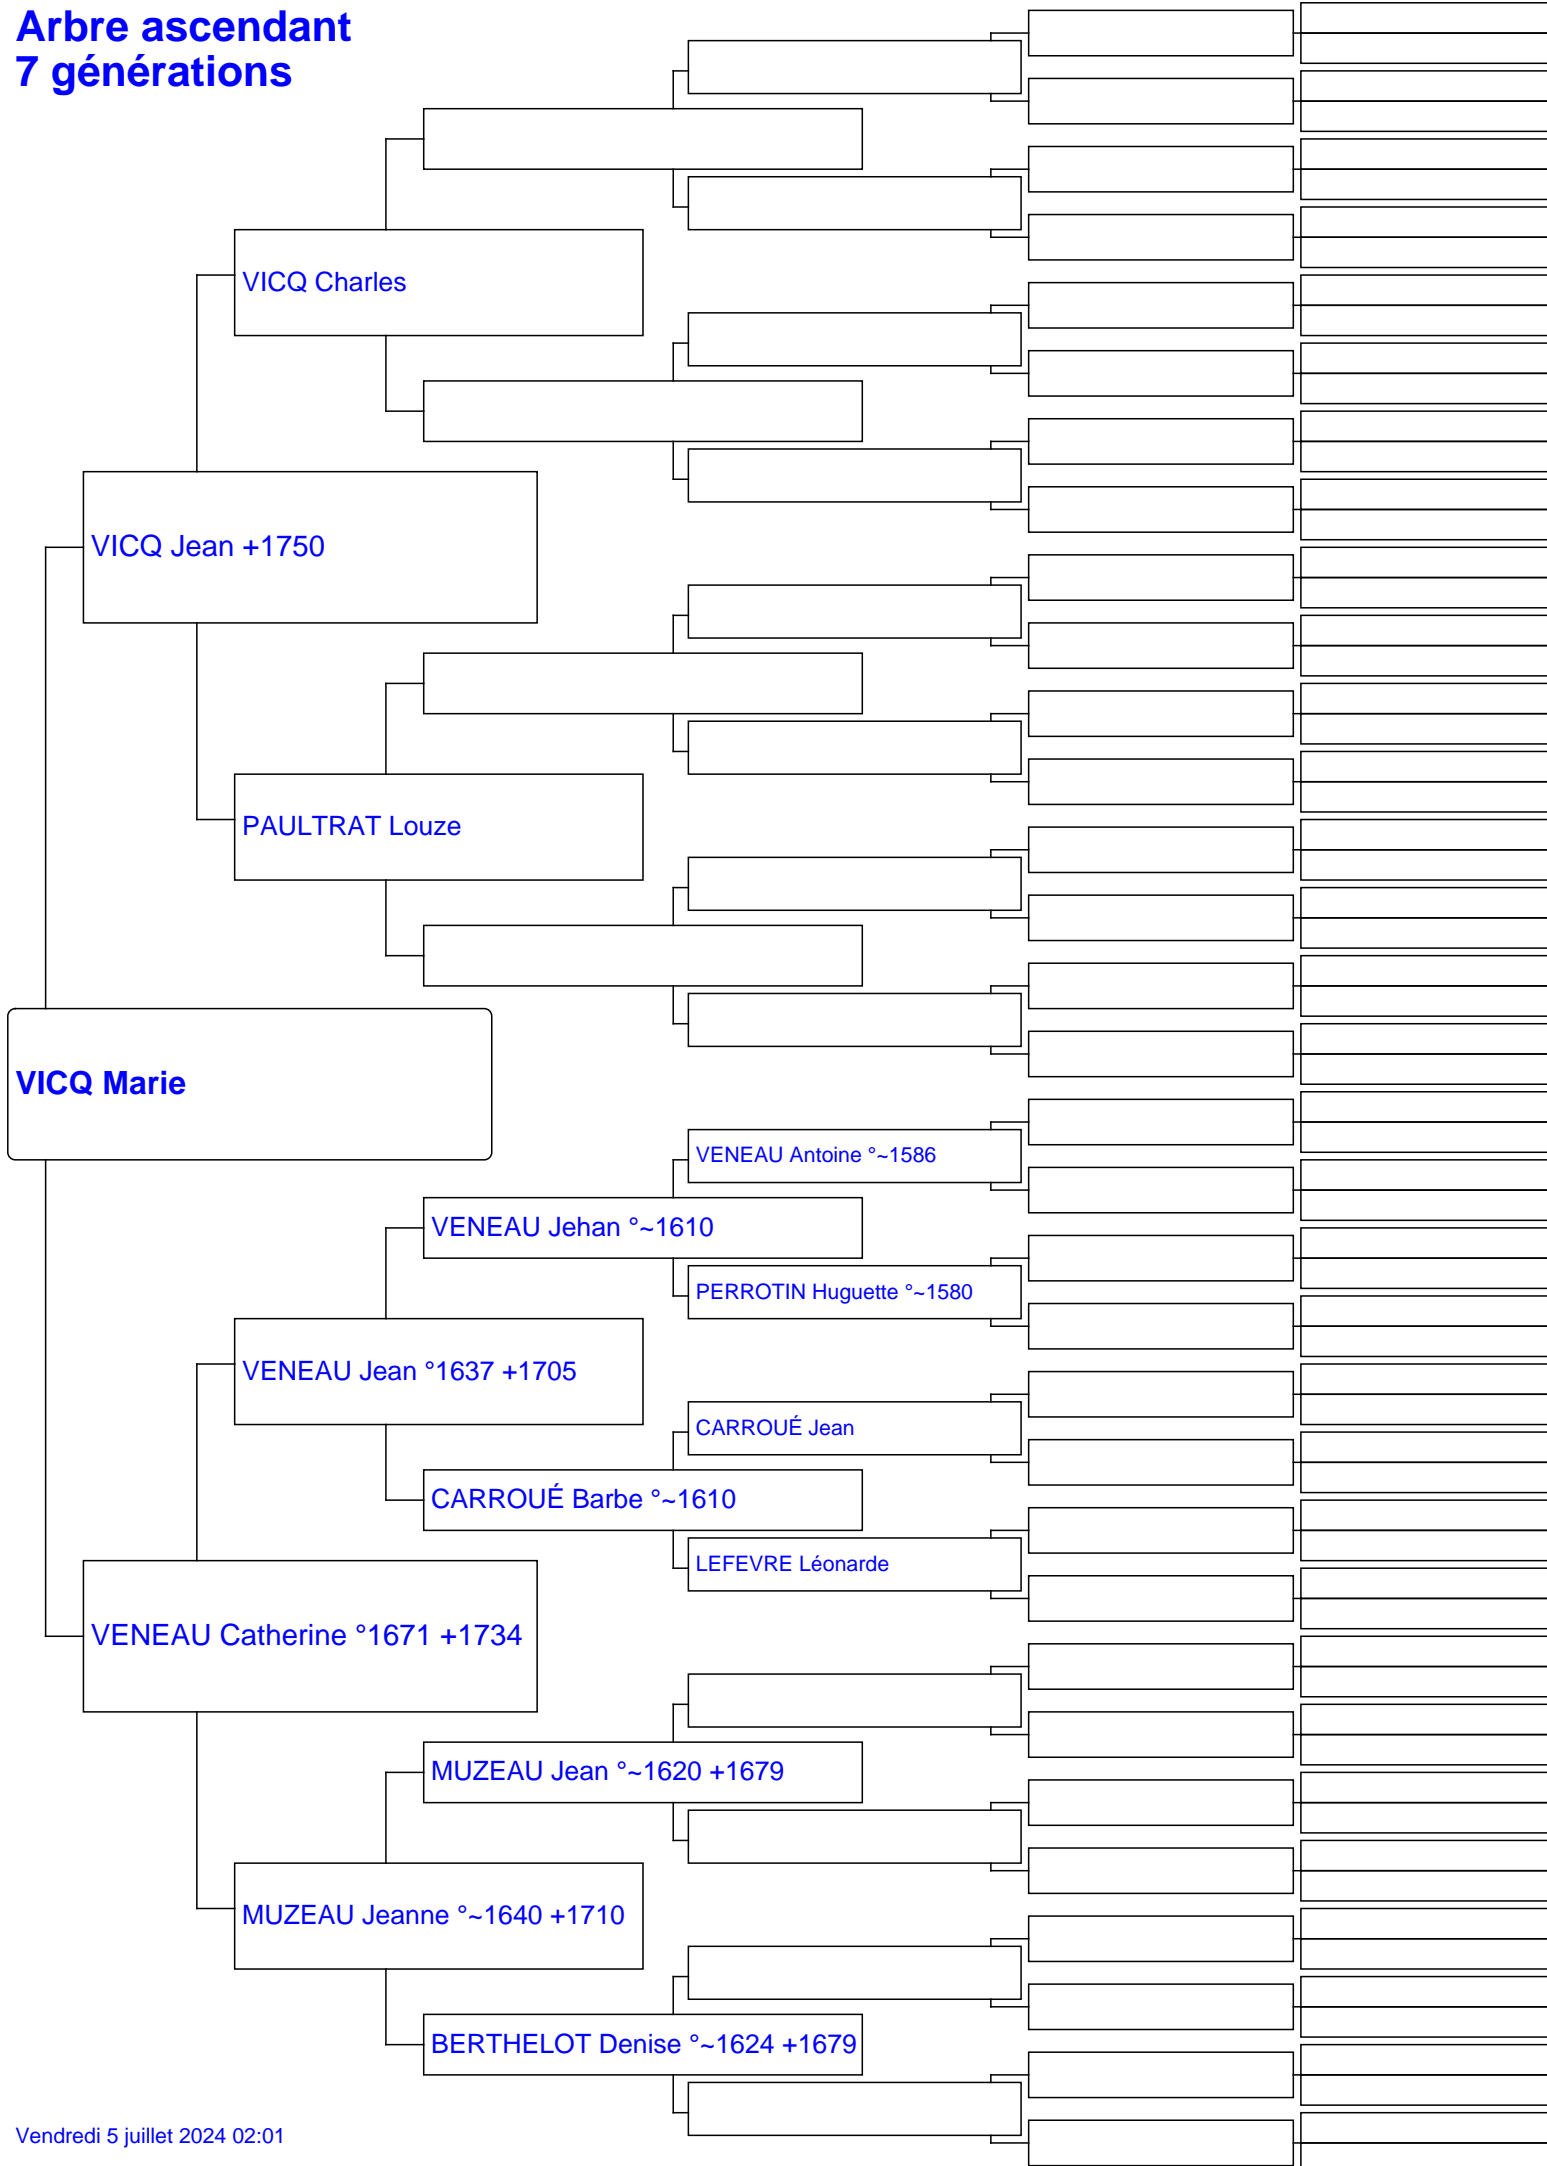 Arbre ascendant
7 générations
VICQ Charles
VICQ Jean +1750
PAULTRAT Louze
VICQ Marie
VENEAU Antoine °~1586
VENEAU Jehan °~1610
PERROTIN Huguette °~1580
VENEAU Jean °1637 +1705
CARROUÉ Jean
CARROUÉ Barbe °~1610
LEFEVRE Léonarde
VENEAU Catherine °1671 +1734
MUZEAU Jean °~1620 +1679
MUZEAU Jeanne °~1640 +1710
BERTHELOT Denise °~1624 +1679
Vendredi 5 juillet 2024 02:01